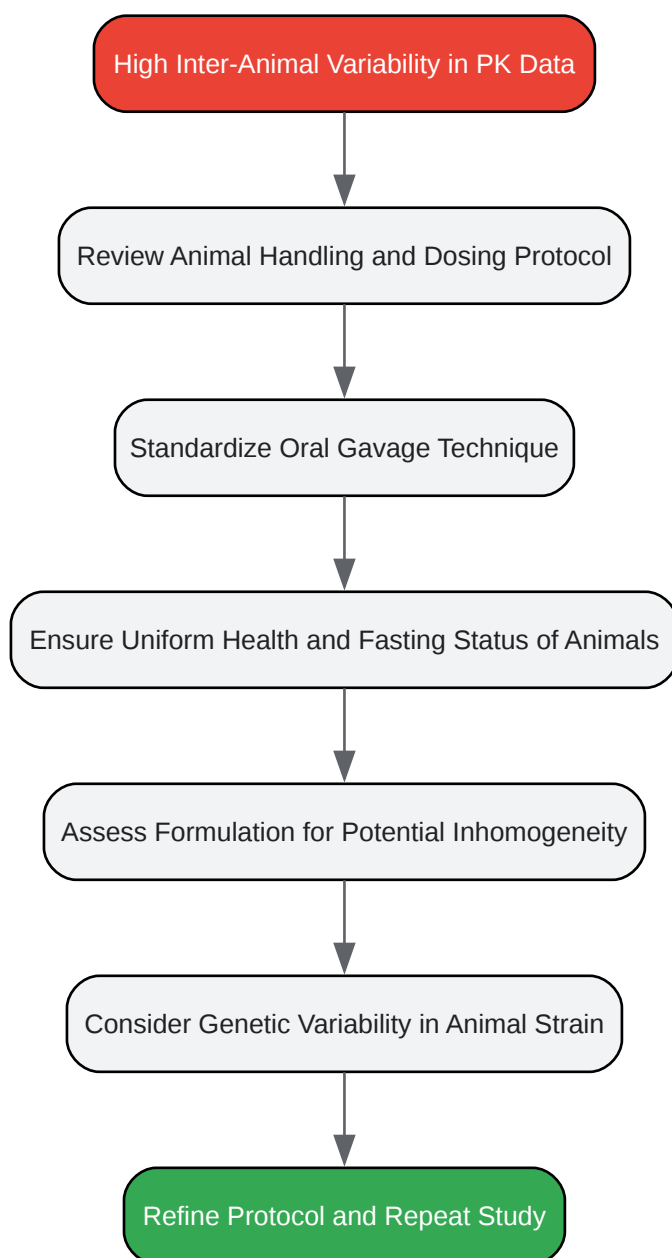 High Inter-Animal Variability in PK Data
Review Animal Handling and Dosing Protocol
Standardize Oral Gavage Technique
Ensure Uniform Health and Fasting Status of Animals
Assess Formulation for Potential Inhomogeneity
Consider Genetic Variability in Animal Strain
Refine Protocol and Repeat Study